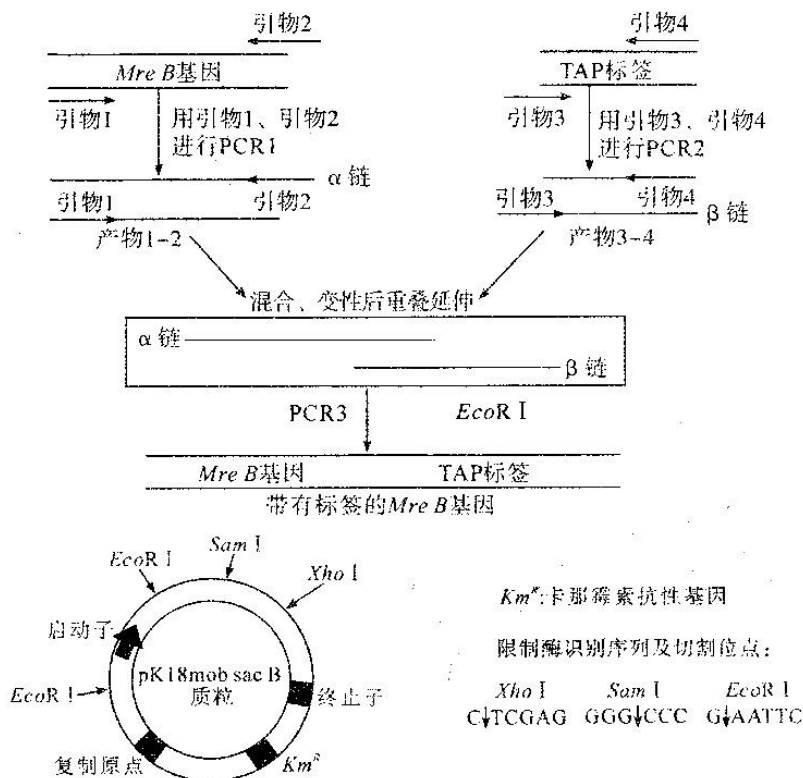 引物2
引物4
Mre B基因
TAP标签
引物1
用引物1、引物2
进行PCR1
引物3
用引物3、引物4
进行PCR2
α链
引物1
引物2
引物3
引物4
β链
产物1-2
产物3-4
混合、变性后重叠延伸
α链
β链
PCR3
EcoR I
Mre B基因
TAP标签
带有标签的Mre B基因
EcoR I
Sam I
Xho I
启动子
pK18mob sac B
质粒
EcoR I
终止子
复制原点
Kmᴿ
Kmᴿ:卡那霉素抗性基因
限制酶识别序列及切割位点:
Xho I Sam I EcoR I
C↓TCGAG GGG↓CCC G↓AATTC